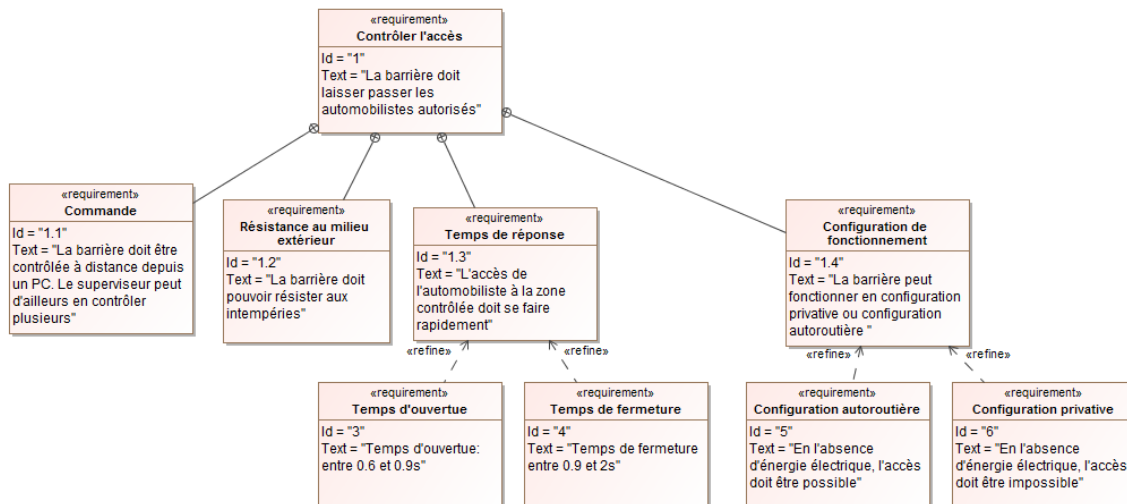 «requirement»
Contrôler l'accès
Id = "1"
Text = "La barrière doit
laisser passer les
automobilistes autorisés"
«requirement»
Commande
Id = "1.1"
Text = "La barrière doit être
contrôlée à distance depuis
un PC. Le superviseur peut
d'ailleurs en contrôler
plusieurs"
«requirement»
Résistance au milieu
extérieur
Id = "1.2"
Text = "La barrière doit
pouvoir résister aux
intempéries"
«requirement»
Temps de réponse
Id = "1.3"
Text = "L'accès de
l'automobiliste à la zone
contrôlée doit se faire
rapidement"
«requirement»
Configuration de
fonctionnement
Id = "1.4"
Text = "La barrière peut
fonctionner en configuration
privative ou configuration
autoroutière "
«refine»
«refine»
«refine»
«refine»
«requirement»
Temps d'ouvertue
Id = "3"
Text = "Temps d'ouvertue:
entre 0.6 et 0.9s"
«requirement»
Temps de fermeture
Id = "4"
Text = "Temps de fermeture
entre 0.9 et 2s"
«requirement»
Configuration autoroutière
Id = "5"
Text = "En l'absence
d'énergie électrique, l'accès
doit être possible"
«requirement»
Configuration privative
Id = "6"
Text = "En l'absence
d'énergie électrique, l'accès
doit être impossible"